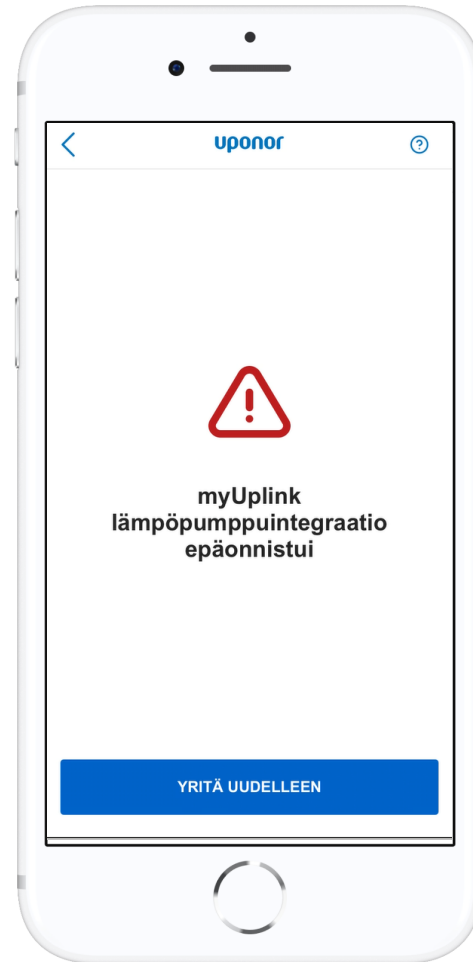 uponor
myUplink
lämpöpumppuintegraatio
epäonnistui
YRITÄ UUDELLEEN